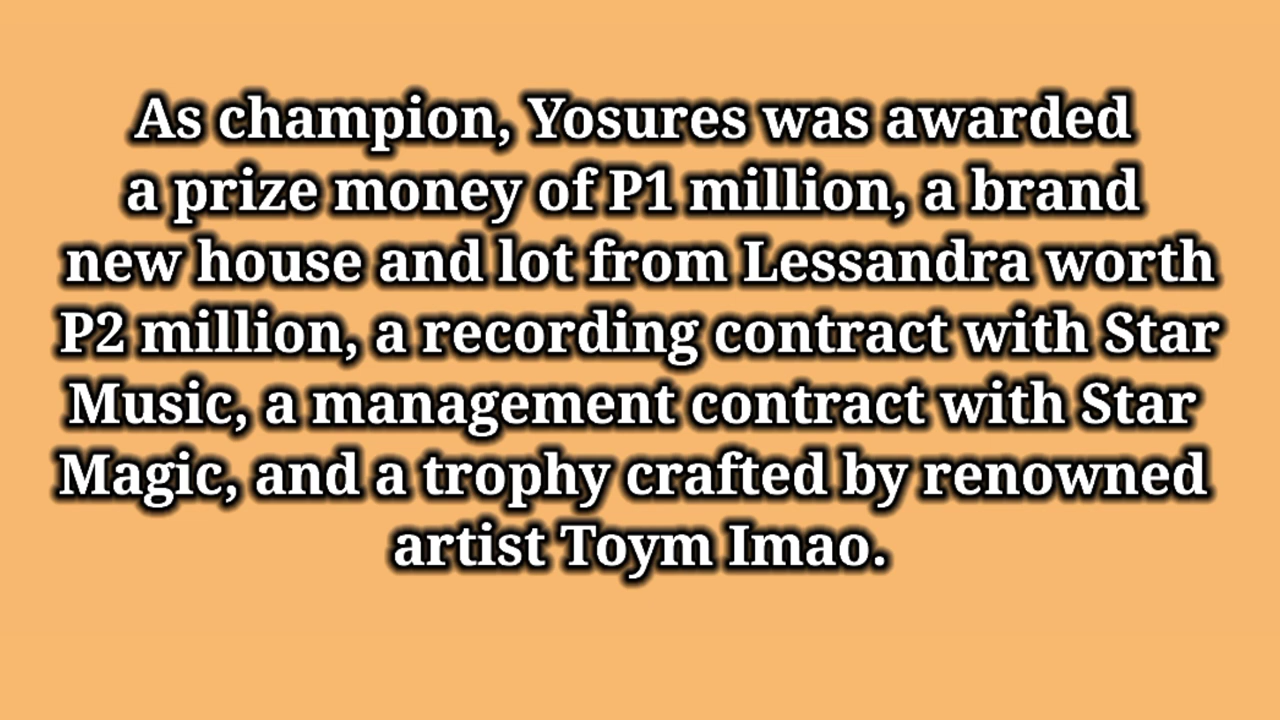 As champion, Yosures was awarded
a prize money of P1 million, a brand
new house and lot from Lessandra worth
P2 million, a recording contract with Star
Music, a management contract with Star
Magic, and a trophy crafted by renowned
artist Toym Imao.